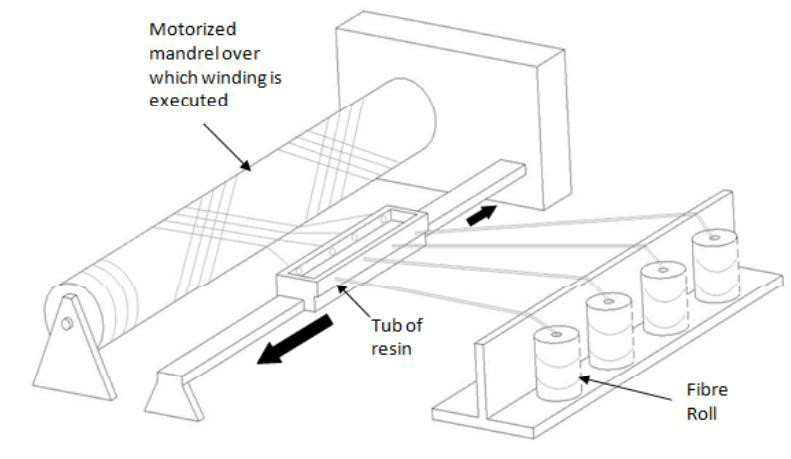 Motorized
mandrel over
which winding is
executed
Tub of
resin
Fibre
Roll